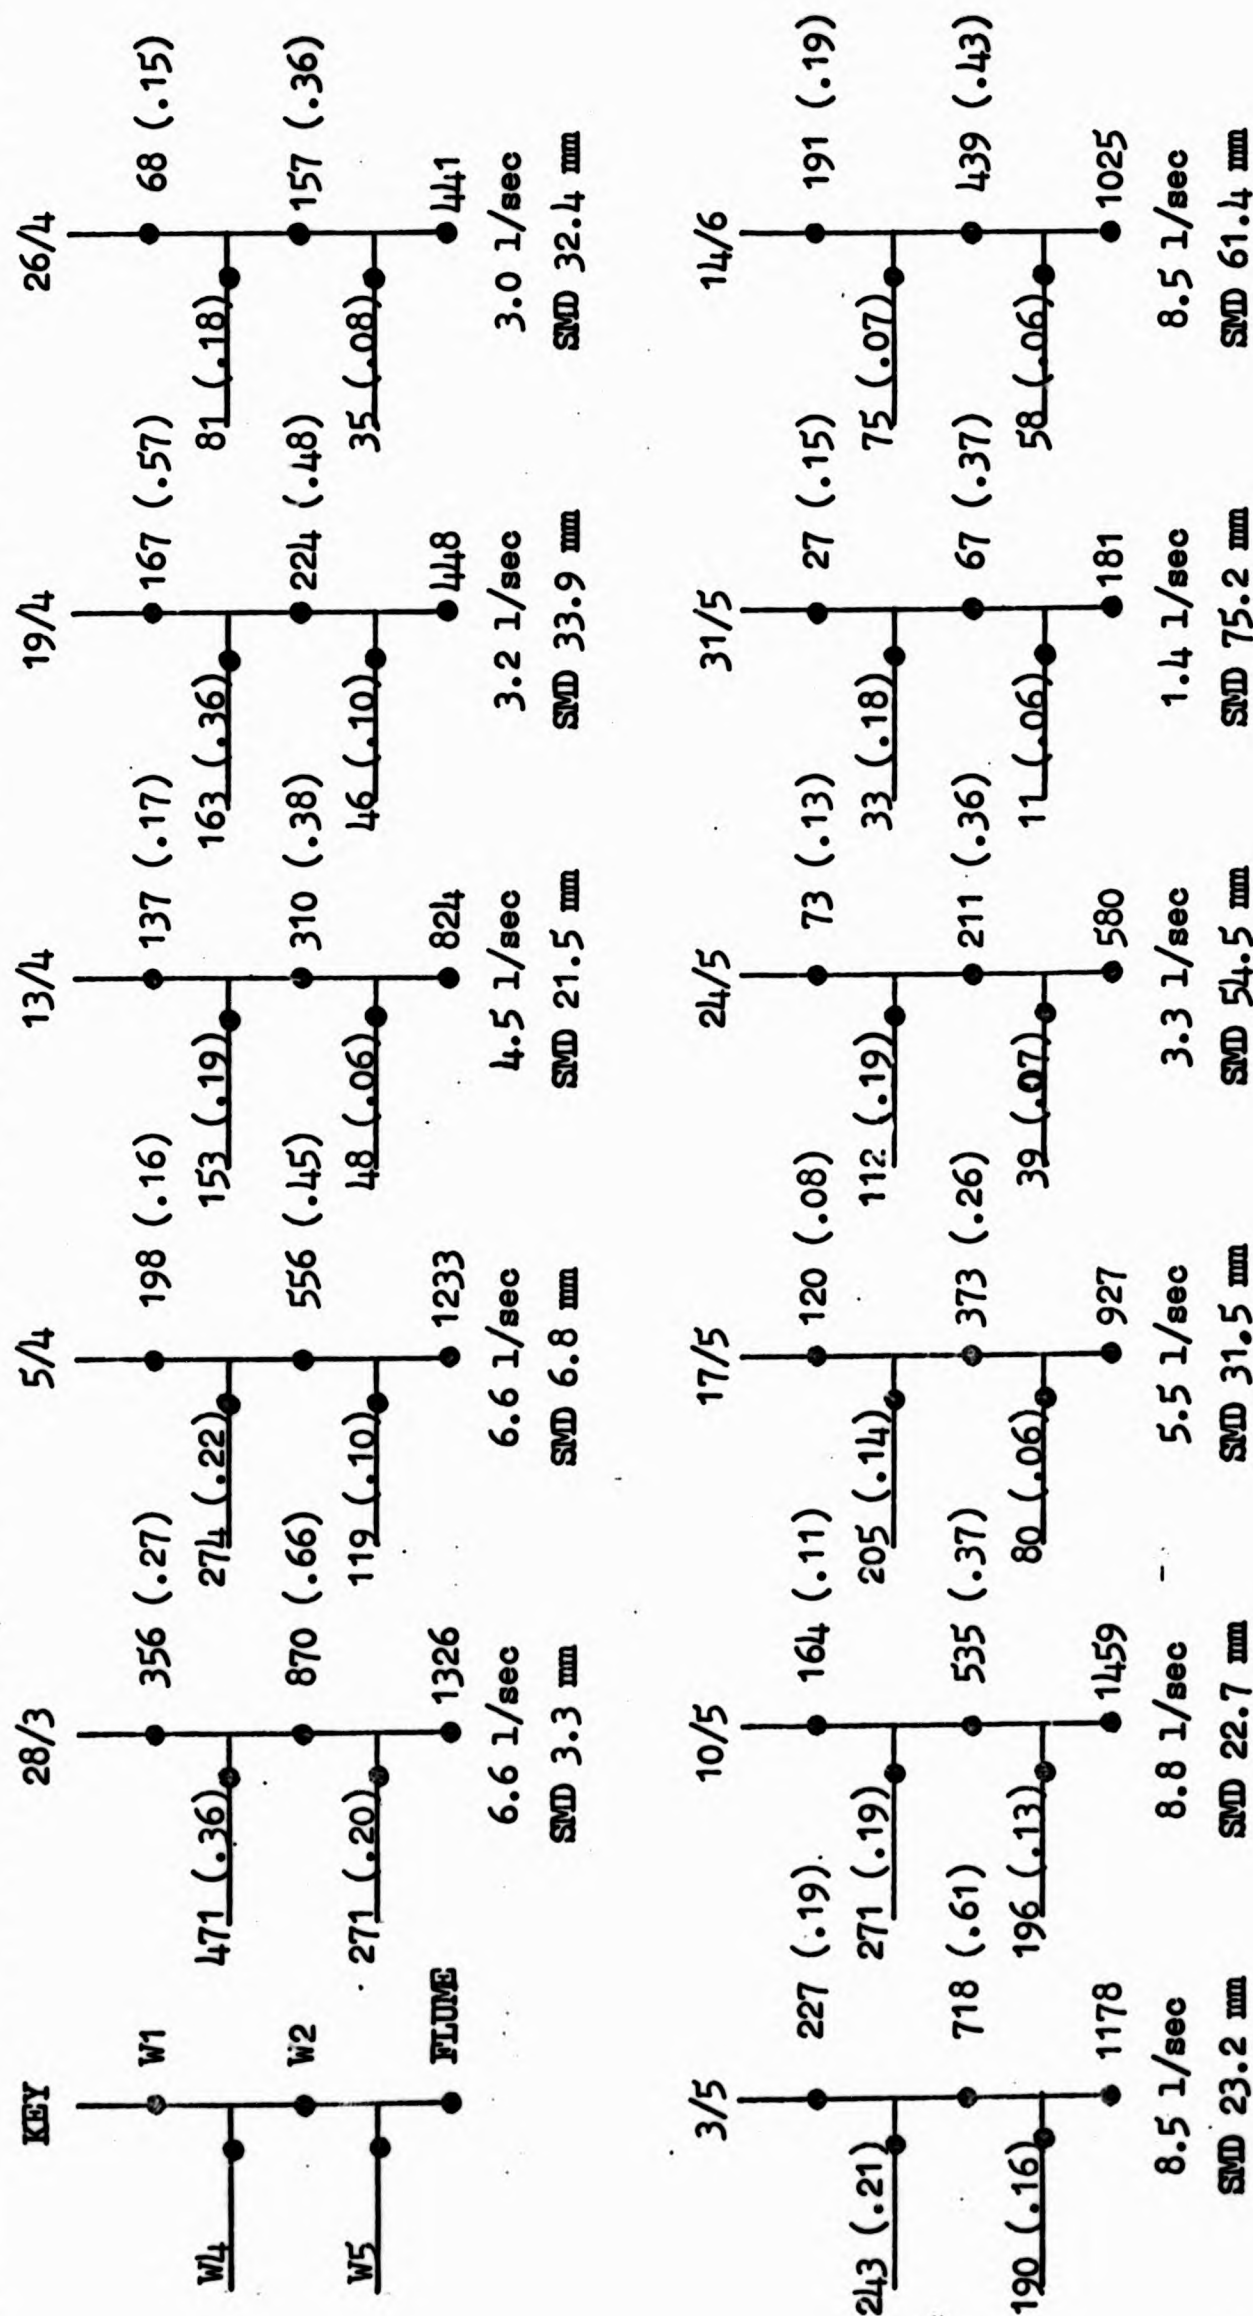 KEY
W1
W4
W2
W5
FLUME
28/3
356 (.27)
471 (.36)
870 (.66)
271 (.20)
1326
6.6 l/sec
SMD 3.3 mm
5/4
198 (.16)
274 (.22)
556 (.45)
119 (.10)
1233
6.6 l/sec
SMD 6.8 mm
13/4
137 (.17)
153 (.19)
310 (.38)
48 (.06)
824
4.5 l/sec
SMD 21.5 mm
19/4
167 (.57)
163 (.36)
224 (.48)
46 (.10)
448
3.2 l/sec
SMD 33.9 mm
26/4
68 (.15)
81 (.18)
157 (.36)
35 (.08)
441
3.0 l/sec
SMD 32.4 mm
3/5
227 (.19)
243 (.21)
718 (.61)
190 (.16)
1178
8.5 l/sec
SMD 23.2 mm
10/5
164 (.11)
271 (.19)
535 (.37)
196 (.13)
1459
8.8 l/sec
SMD 22.7 mm
17/5
120 (.08)
205 (.14)
373 (.26)
80 (.06)
927
5.5 l/sec
SMD 31.5 mm
24/5
73 (.13)
112 (.19)
211 (.36)
39 (.07)
580
3.3 l/sec
SMD 54.5 mm
31/5
27 (.15)
33 (.18)
67 (.37)
11 (.06)
181
1.4 l/sec
SMD 75.2 mm
14/6
191 (.19)
75 (.07)
439 (.43)
58 (.06)
1025
8.5 l/sec
SMD 61.4 mm